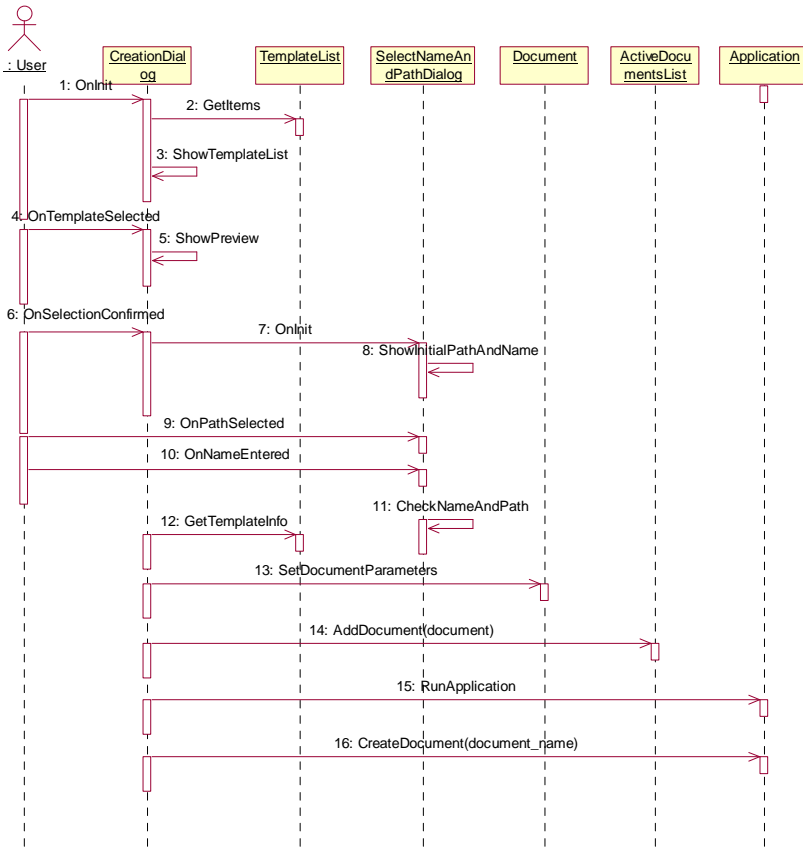 : User
CreationDial
og
TemplateList
SelectNameAn
dPathDialog
Document
ActiveDocu
mentsList
Application
1: OnInit
2: GetItems
3: ShowTemplateList
4: OnTemplateSelected
5: ShowPreview
6: OnSelectionConfirmed
7: OnInit
8: ShowInitialPathAndName
9: OnPathSelected
10: OnNameEntered
11: CheckNameAndPath
12: GetTemplateInfo
13: SetDocumentParameters
14: AddDocument(document)
15: RunApplication
16: CreateDocument(document_name)